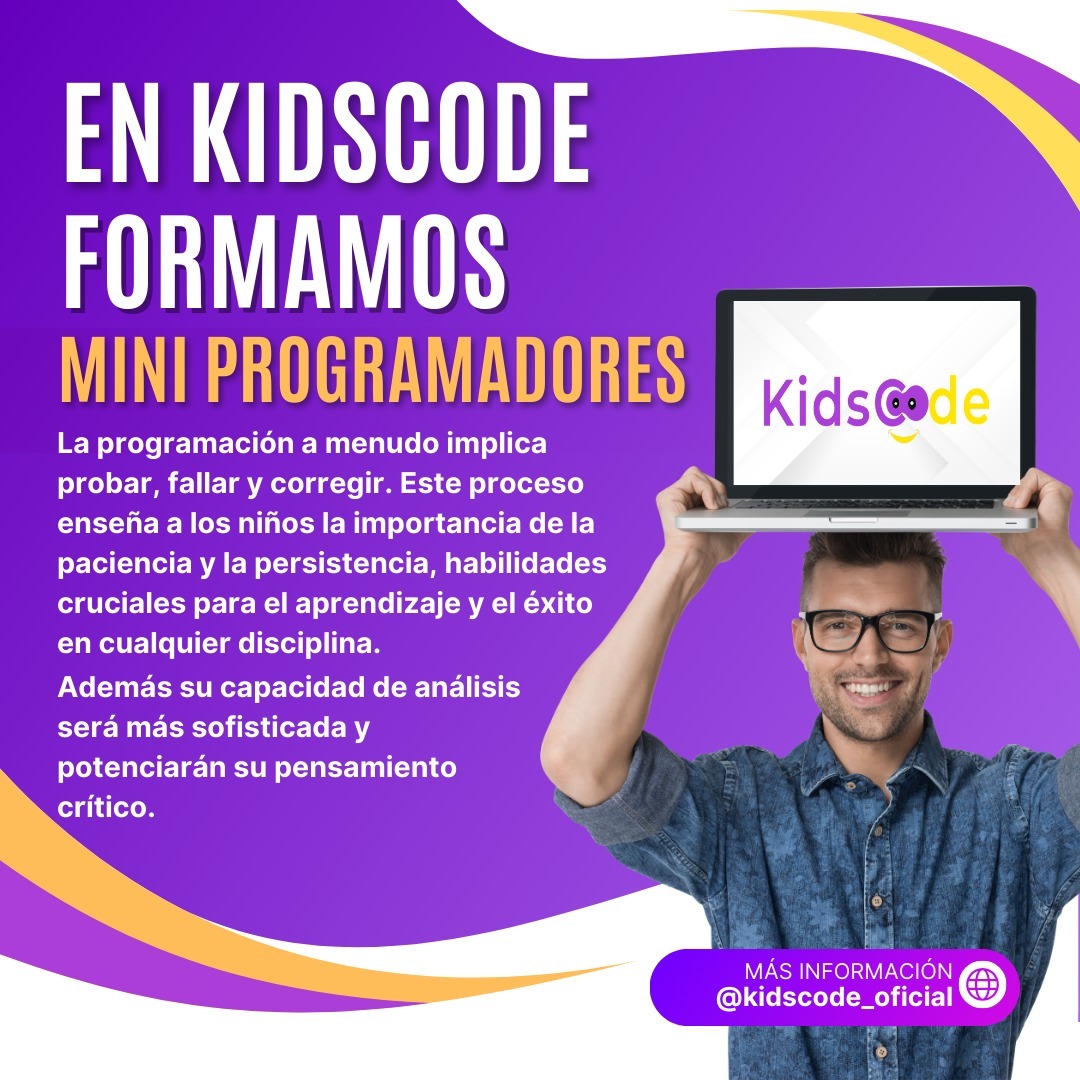 EN KIDSCODE
FORMAMOS
MINI PROGRAMADORES
La programación a menudo implica
probar, fallar y corregir. Este proceso
enseña a los niños la importancia de la
paciencia y la persistencia, habilidades
cruciales para el aprendizaje y el éxito
en cualquier disciplina.
Además su capacidad de análisis
será más sofisticada y
potenciarán su pensamiento
crítico.
KidsCode
MÁS INFORMACIÓN
@kidscode_oficial